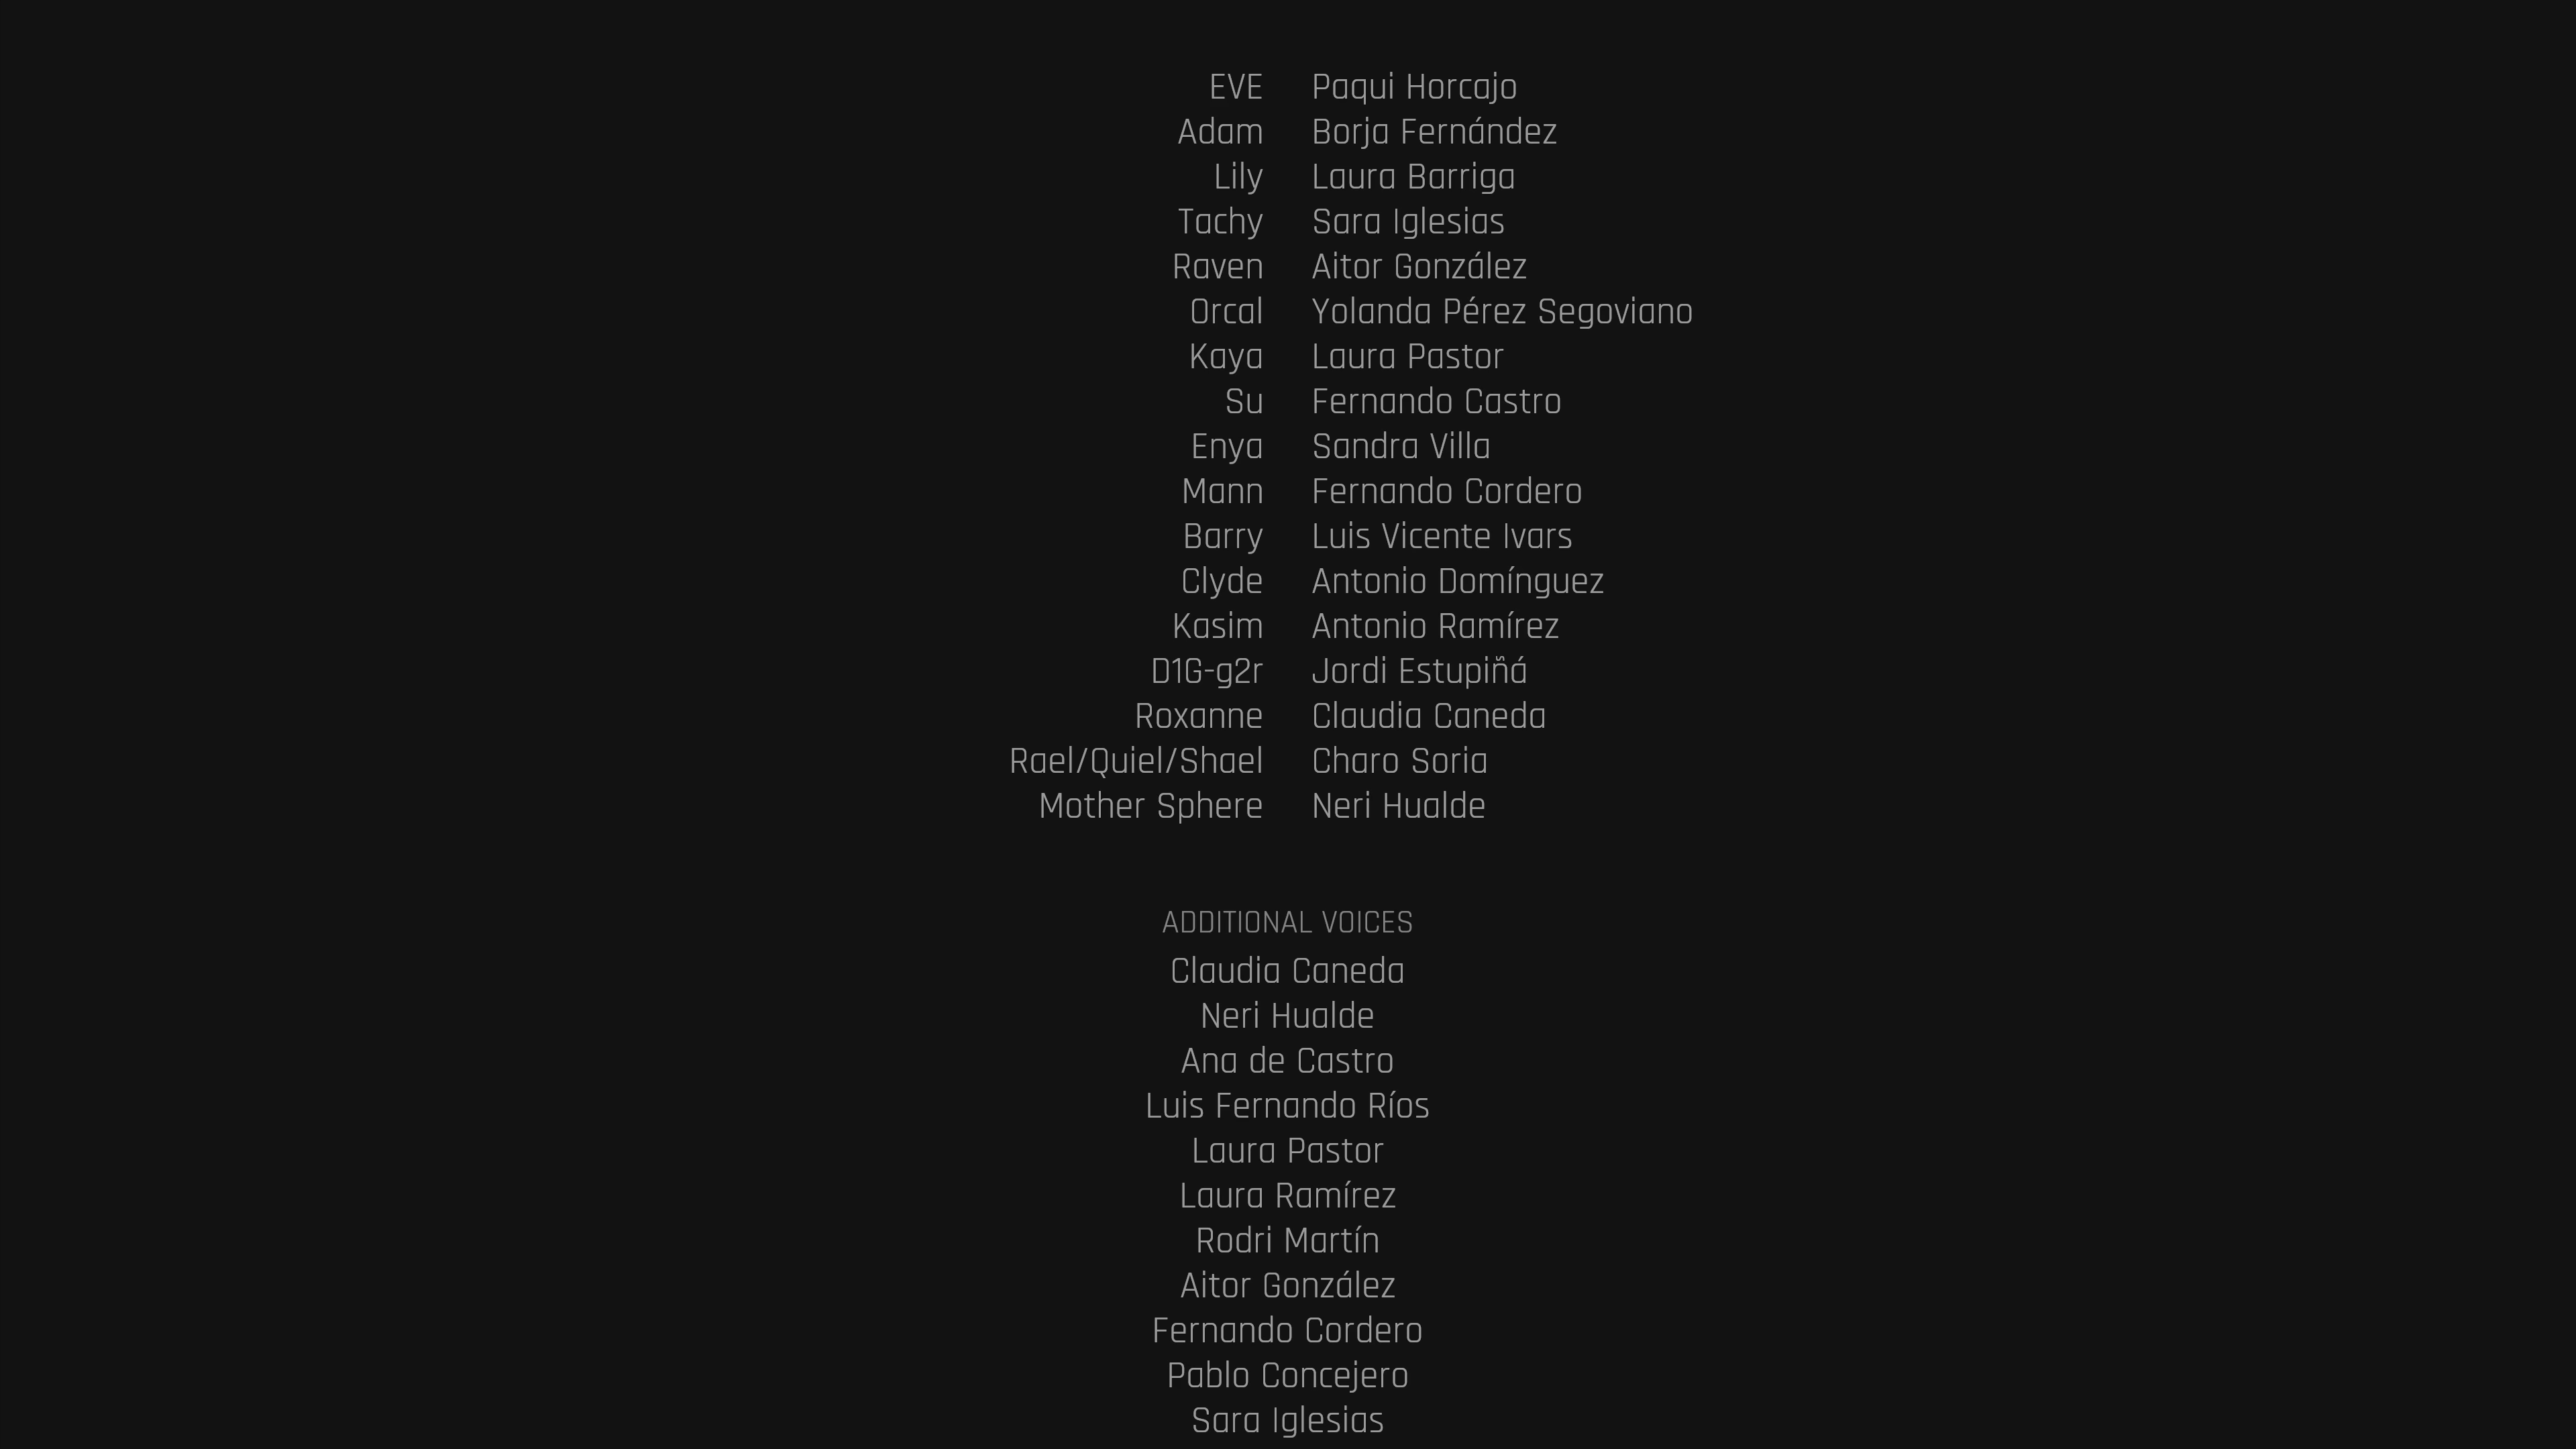 EVE Paqui Horcajo
Adam Borja Fernández
Lily Laura Barriga
Tachy Sara Iglesias
Raven Aitor González
Orcal Yolanda Pérez Segoviano
Kaya Laura Pastor
Su Fernando Castro
Enya Sandra Villa
Mann Fernando Cordero
Barry Luis Vicente Ivars
Clyde Antonio Domínguez
Kasim Antonio Ramírez
D1G-g2r Jordi Estupiñá
Roxanne Claudia Caneda
Rael/Quiel/Shael Charo Soria
Mother Sphere Neri Hualde
ADDITIONAL VOICES
Claudia Caneda
Neri Hualde
Ana de Castro
Luis Fernando Ríos
Laura Pastor
Laura Ramírez
Rodri Martín
Aitor González
Fernando Cordero
Pablo Concejero
Sara Iglesias